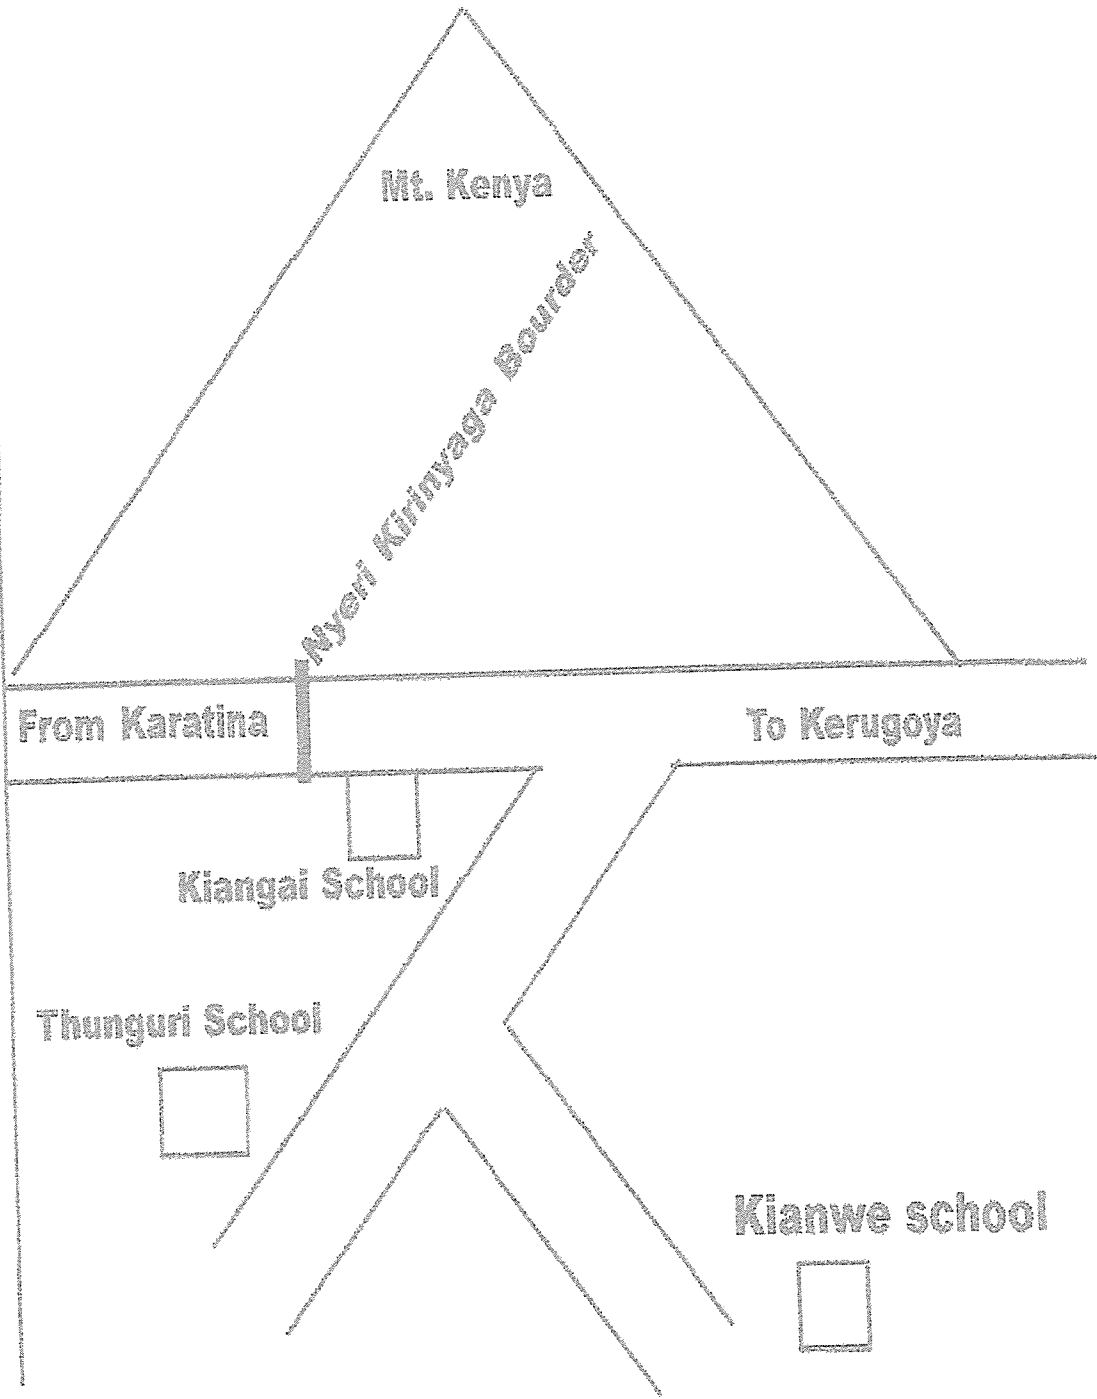 Mt. Kenya
Nyeri Kirinyaga Bourder
From Karatina
To Kerugoya
Kiangai School
Thunguri School
Kianwe school